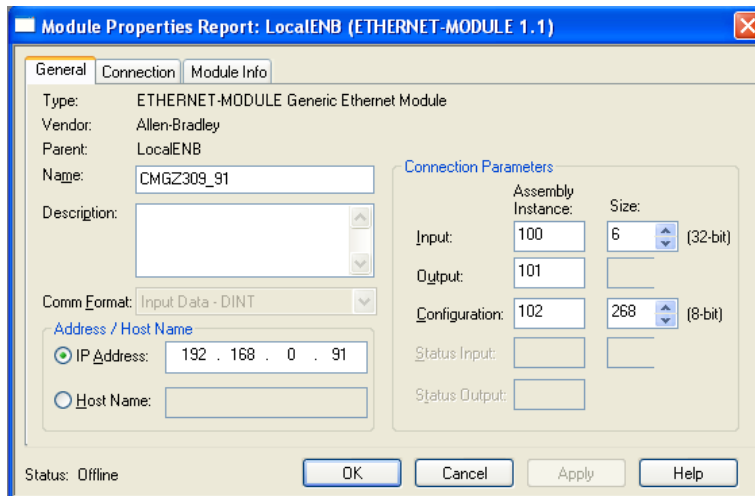 Module Properties Report: LocalENB (ETHERNET-MODULE 1.1)
General Connection Module Info
Type: ETHERNET-MODULE Generic Ethernet Module
Vendor: Allen-Bradley
Parent: LocalENB
Name: CMGZ309_91
Description:
Comm Format: Input Data - DINT
Address / Host Name
IP Address: 192 . 168 . 0 . 91
Host Name:
Connection Parameters
Assembly Instance: Size:
Input: 100 6 (32-bit)
Output: 101
Configuration: 102 268 (8-bit)
Status Input:
Status Output:
Status: Offline
OK Cancel Apply Help